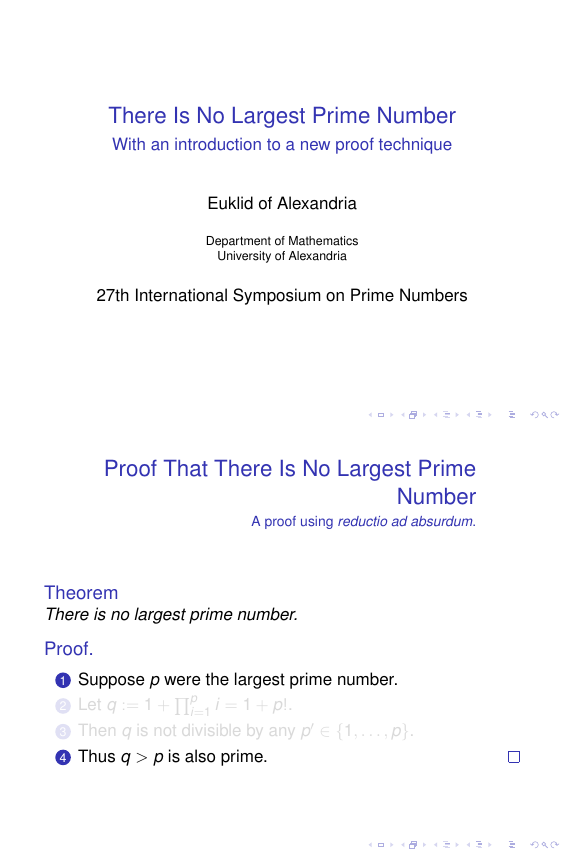 There Is No Largest Prime Number
With an introduction to a new proof technique
Euklid of Alexandria
Department of Mathematics
University of Alexandria
27th International Symposium on Prime Numbers
Proof That There Is No Largest Prime
Number
A proof using reductio ad absurdum.
Theorem
There is no largest prime number.
Proof.
1 Suppose p were the largest prime number.
2 Let q := 1 + ∏ᵖᵢ₌₁ i = 1 + p!.
3 Then q is not divisible by any p′ ∈ {1, . . . , p}.
4 Thus q > p is also prime.